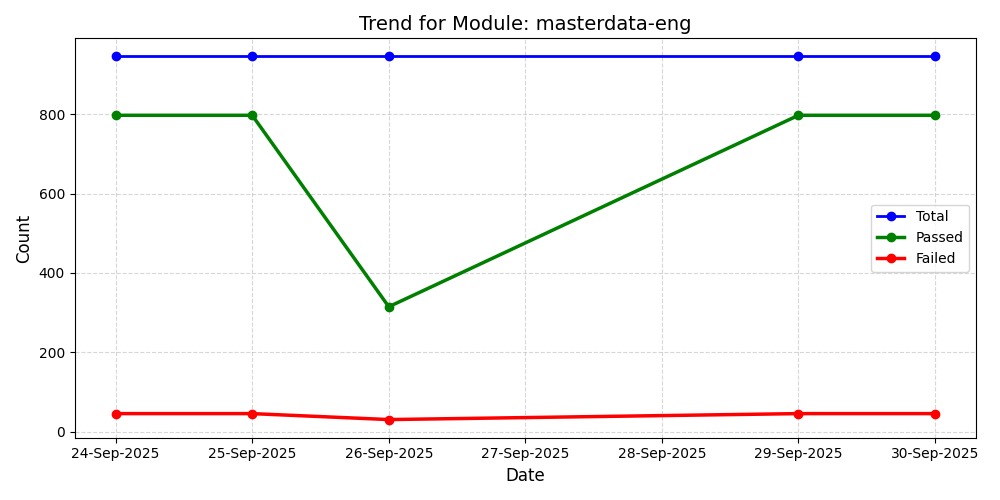 Trend for Module: masterdata-eng
Count
800
600
400
200
0
Total
Passed
Failed
24-Sep-2025 25-Sep-2025 26-Sep-2025 27-Sep-2025 28-Sep-2025 29-Sep-2025 30-Sep-2025
Date